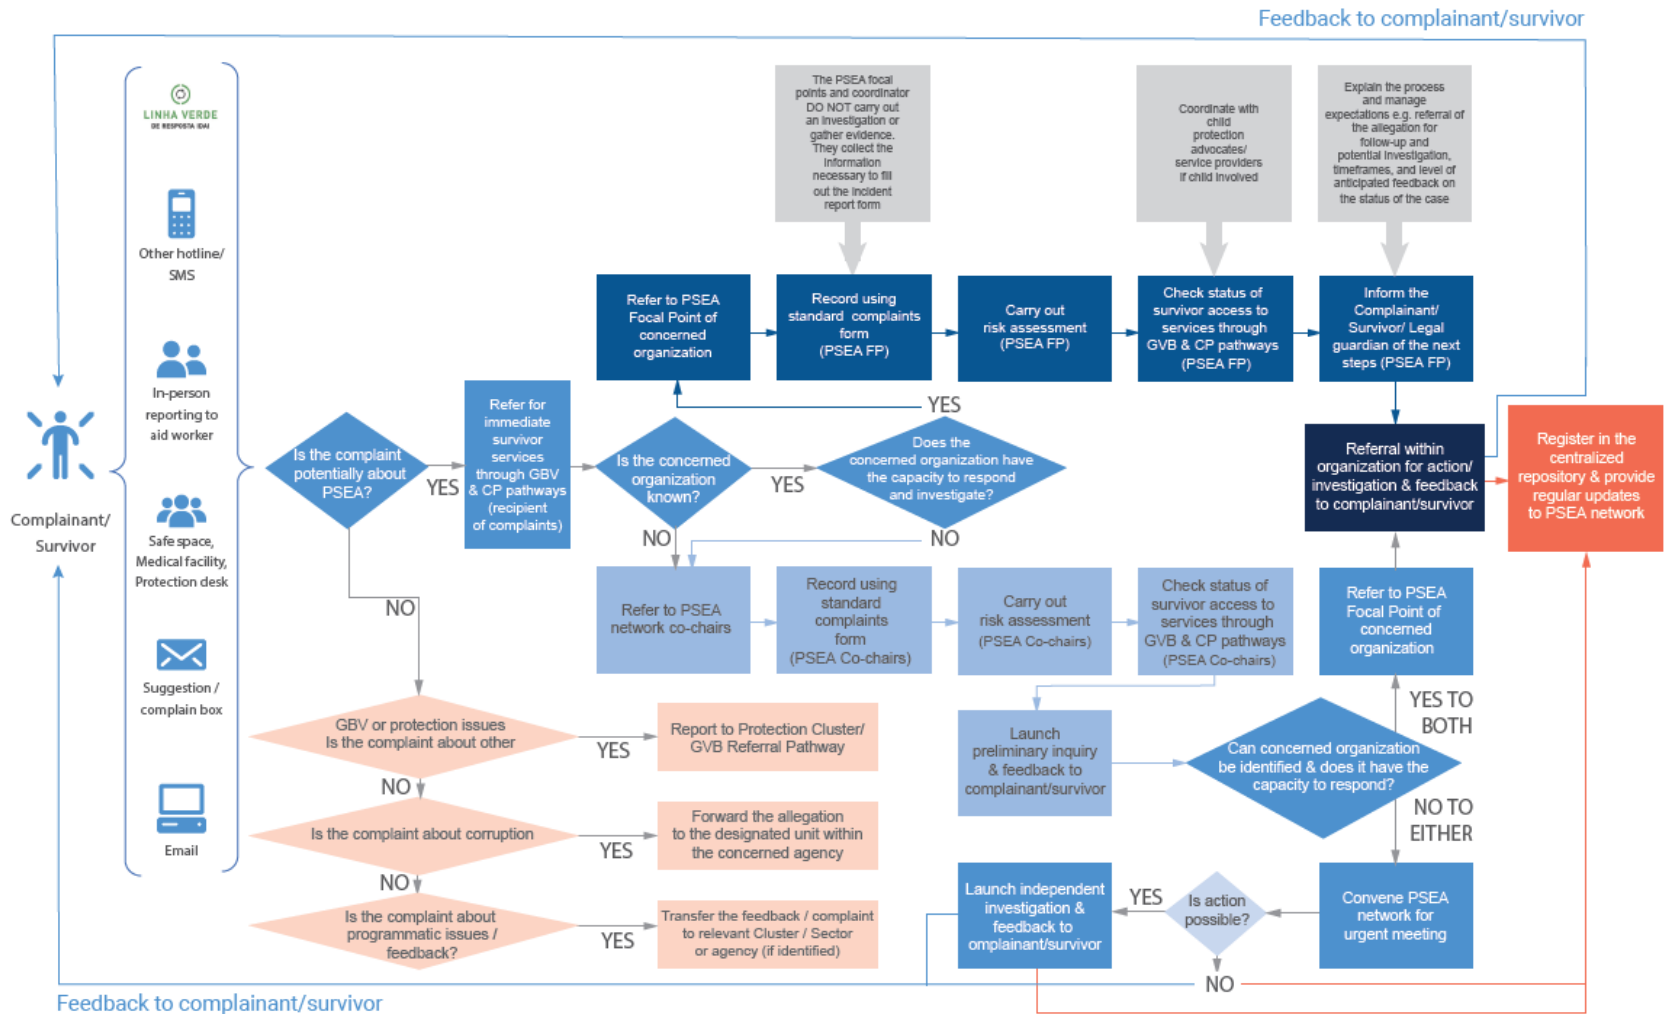 Feedback to complainant/survivor
LINHA VERDE
DE RESPOSTA IDAI
Other hotline/
SMS
In-person
reporting to
aid worker
Safe space,
Medical facility,
Protection desk
Suggestion /
complain box
Email
Complainant/
Survivor
The PSEA focal
points and coordinator
DO NOT carry out
an investigation or
gather evidence.
They collect the
information
necessary to fill
out the incident
report form
Coordinate with
child
protection
advocates/
service providers
if child involved
Explain the process
and manage
expectations e.g. referral of
the allegation for
follow-up and
potential investigation,
timeframes, and level of
anticipated feedback on
the status of the case
Refer to PSEA
Focal Point of
concerned
organization
Record using
standard complaints
form
(PSEA FP)
Carry out
risk assessment
(PSEA FP)
Check status of
survivor access to
services through
GVB & CP pathways
(PSEA FP)
Inform the
Complainant/
Survivor/ Legal
guardian of the next
steps (PSEA FP)
Is the complaint
potentially about
PSEA?
YES
Refer for
immediate
survivor
services
through GBV
& CP pathways
(recipient
of complaints)
Is the concerned
organization
known?
YES
Does the
concerned organization have
the capacity to respond
and investigate?
YES
Referral within
organization for action/
investigation & feedback
to complainant/survivor
Register in the
centralized
repository & provide
regular updates
to PSEA network
NO
NO
NO
Refer to PSEA
network co-chairs
Record using
standard
complaints
form
(PSEA Co-chairs)
Carry out
risk assessment
(PSEA Co-chairs)
Check status of
survivor access to
services through
GVB & CP pathways
(PSEA Co-chairs)
Refer to PSEA
Focal Point of
concerned
organization
YES TO
BOTH
Launch
preliminary inquiry
& feedback to
complainant/survivor
Can concerned organization
be identified & does it have the
capacity to respond?
NO TO
EITHER
GBV or protection issues
Is the complaint about other
YES
Report to Protection Cluster/
GVB Referral Pathway
NO
Is the complaint about corruption
YES
Forward the allegation
to the designated unit within
the concerned agency
NO
Is the complaint about
programmatic issues /
feedback?
YES
Transfer the feedback / complaint
to relevant Cluster / Sector
or agency (if identified)
Launch independent
investigation &
feedback to
omplainant/survivor
YES
Is action
possible?
Convene PSEA
network for
urgent meeting
NO
Feedback to complainant/survivor